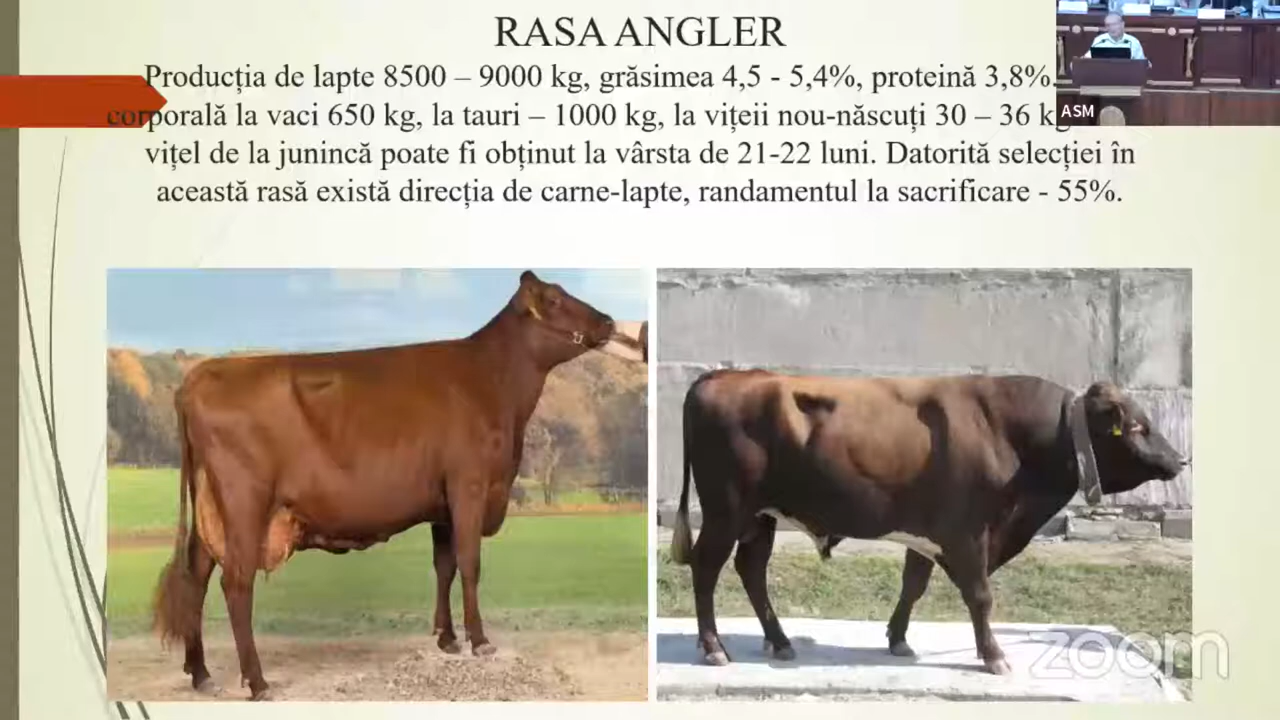 RASA ANGLER
Producția de lapte 8500 – 9000 kg, grăsimea 4,5 - 5,4%, proteină 3,8%.
corporală la vaci 650 kg, la tauri – 1000 kg, la vițeii nou-născuți 30 – 36 kg
vițel de la junincă poate fi obținut la vârsta de 21-22 luni. Datorită selecției în
această rasă există direcția de carne-lapte, randamentul la sacrificare - 55%.
ASM
zoom